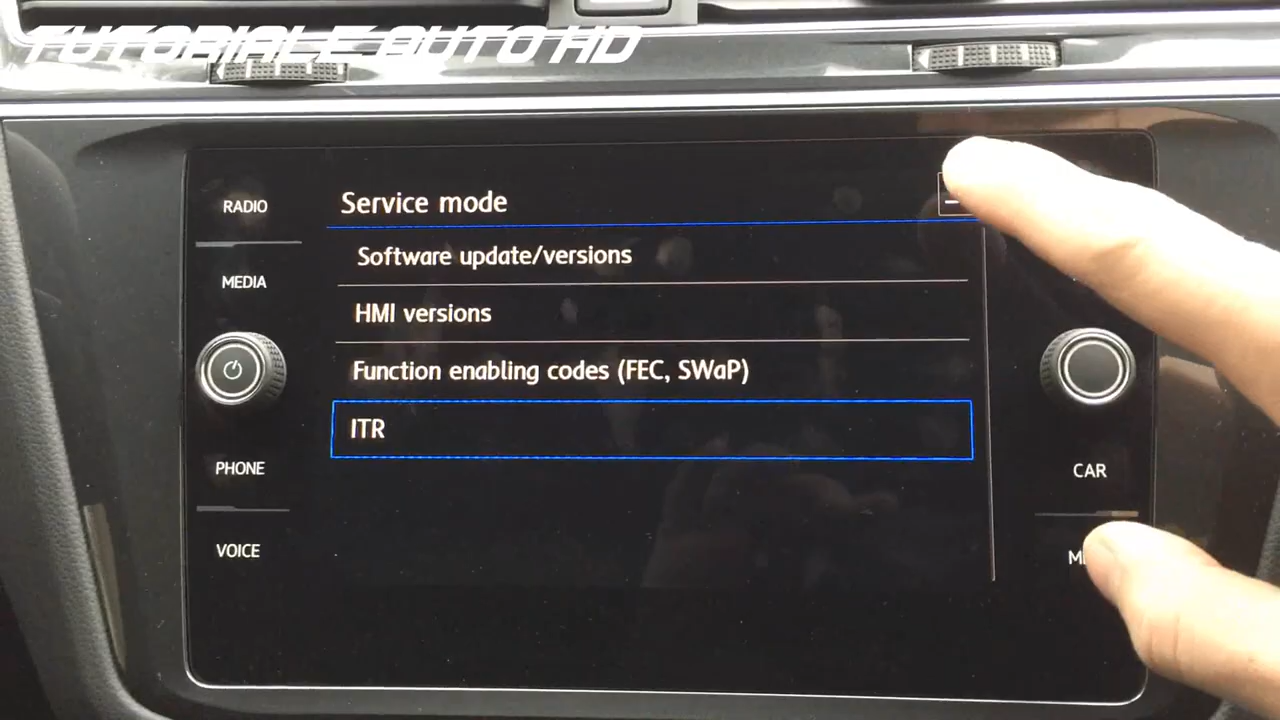 TUTORIALE AUTO HD
RADIO
Service mode
Software update/versions
MEDIA
HMI versions
Function enabling codes (FEC, SWaP)
ITR
PHONE
CAR
VOICE